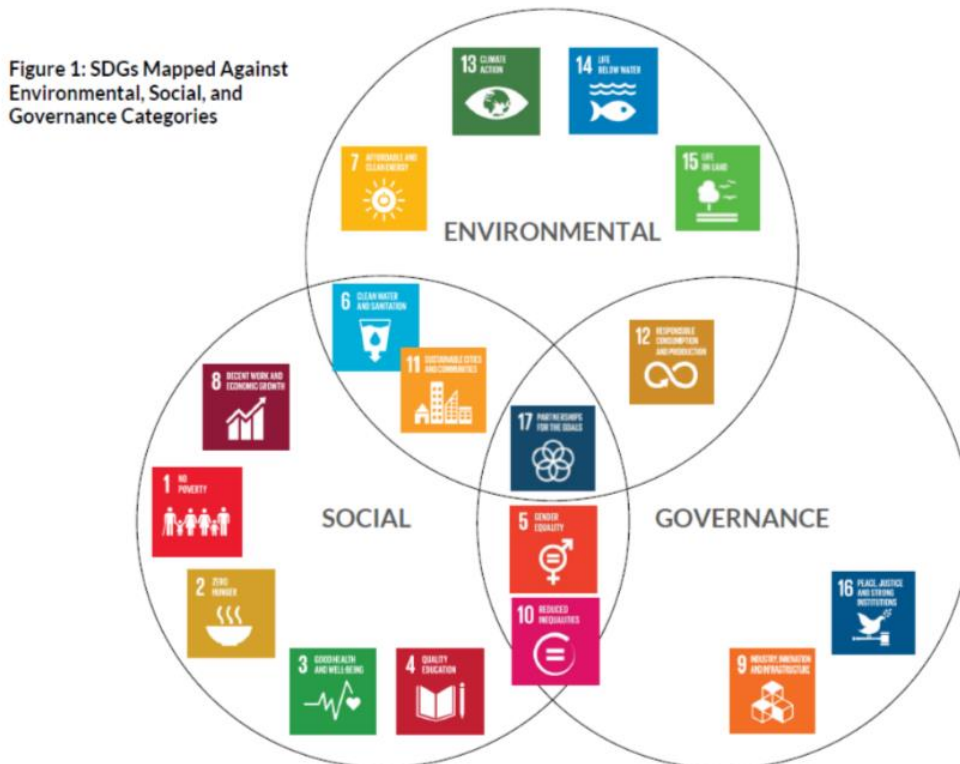 Figure 1: SDGs Mapped Against
Environmental, Social, and
Governance Categories
13 CLIMATE
ACTION
14 LIFE
BELOW WATER
7 AFFORDABLE AND
CLEAN ENERGY
15 LIFE
ON LAND
ENVIRONMENTAL
6 CLEAN WATER
AND SANITATION
12 RESPONSIBLE
CONSUMPTION
AND PRODUCTION
11 SUSTAINABLE CITIES
AND COMMUNITIES
8 DECENT WORK AND
ECONOMIC GROWTH
17 PARTNERSHIPS
FOR THE GOALS
1 NO
POVERTY
SOCIAL
5 GENDER
EQUALITY
GOVERNANCE
2 ZERO
HUNGER
16 PEACE, JUSTICE
AND STRONG
INSTITUTIONS
10 REDUCED
INEQUALITIES
3 GOOD HEALTH
AND WELL-BEING
4 QUALITY
EDUCATION
9 INDUSTRY, INNOVATION
AND INFRASTRUCTURE